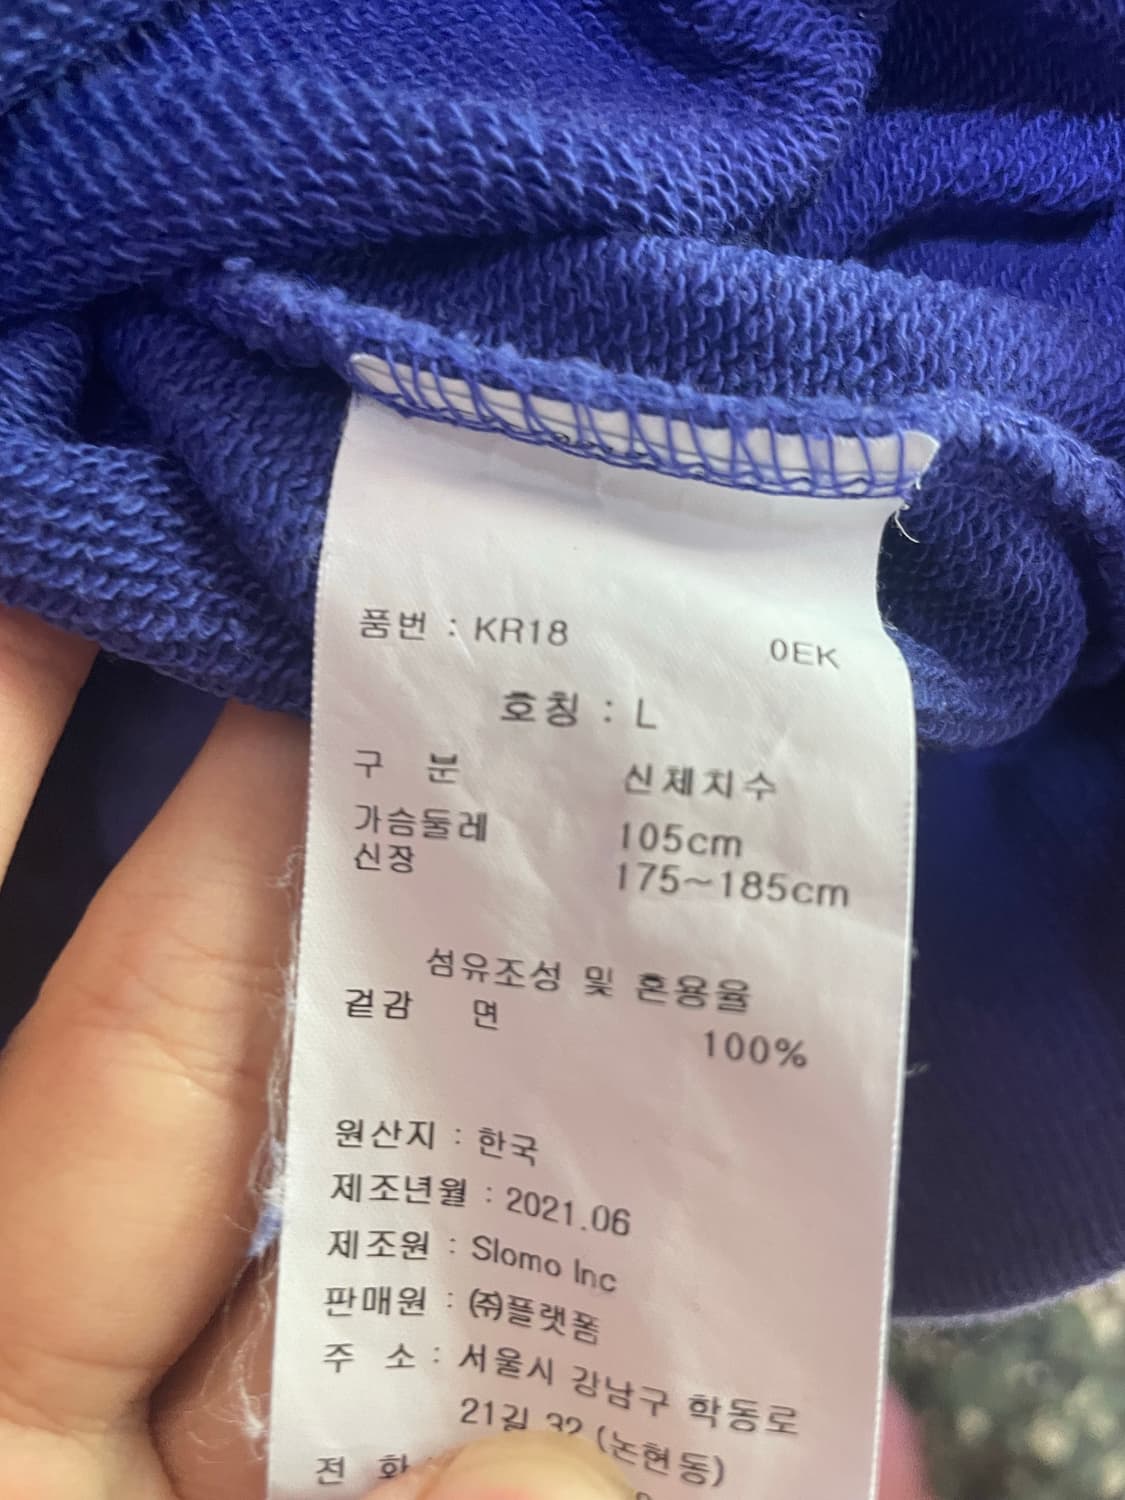 품번 : KR18 0EK
호칭 : L
구 분 신체치수
가슴둘레 105cm
신장 175~185cm
섬유조성 및 혼용율
겉감 면 100%
원산지 : 한국
제조년월 : 2021.06
제조원 : Slomo Inc
판매원 : ㈜플랫폼
주 소 : 서울시 강남구 학동로
21길 32 (논현동)
전 화 :